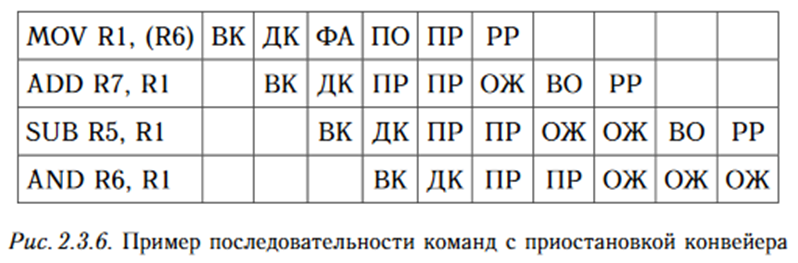 MOV R1, (R6) ВК ДК ФА ПО ПР РР
ADD R7, R1 ВК ДК ПР ПР ОЖ ВО РР
SUB R5, R1 ВК ДК ПР ПР ОЖ ОЖ ВО РР
AND R6, R1 ВК ДК ПР ПР ОЖ ОЖ ОЖ
Рис. 2.3.6. Пример последовательности команд с приостановкой конвейера